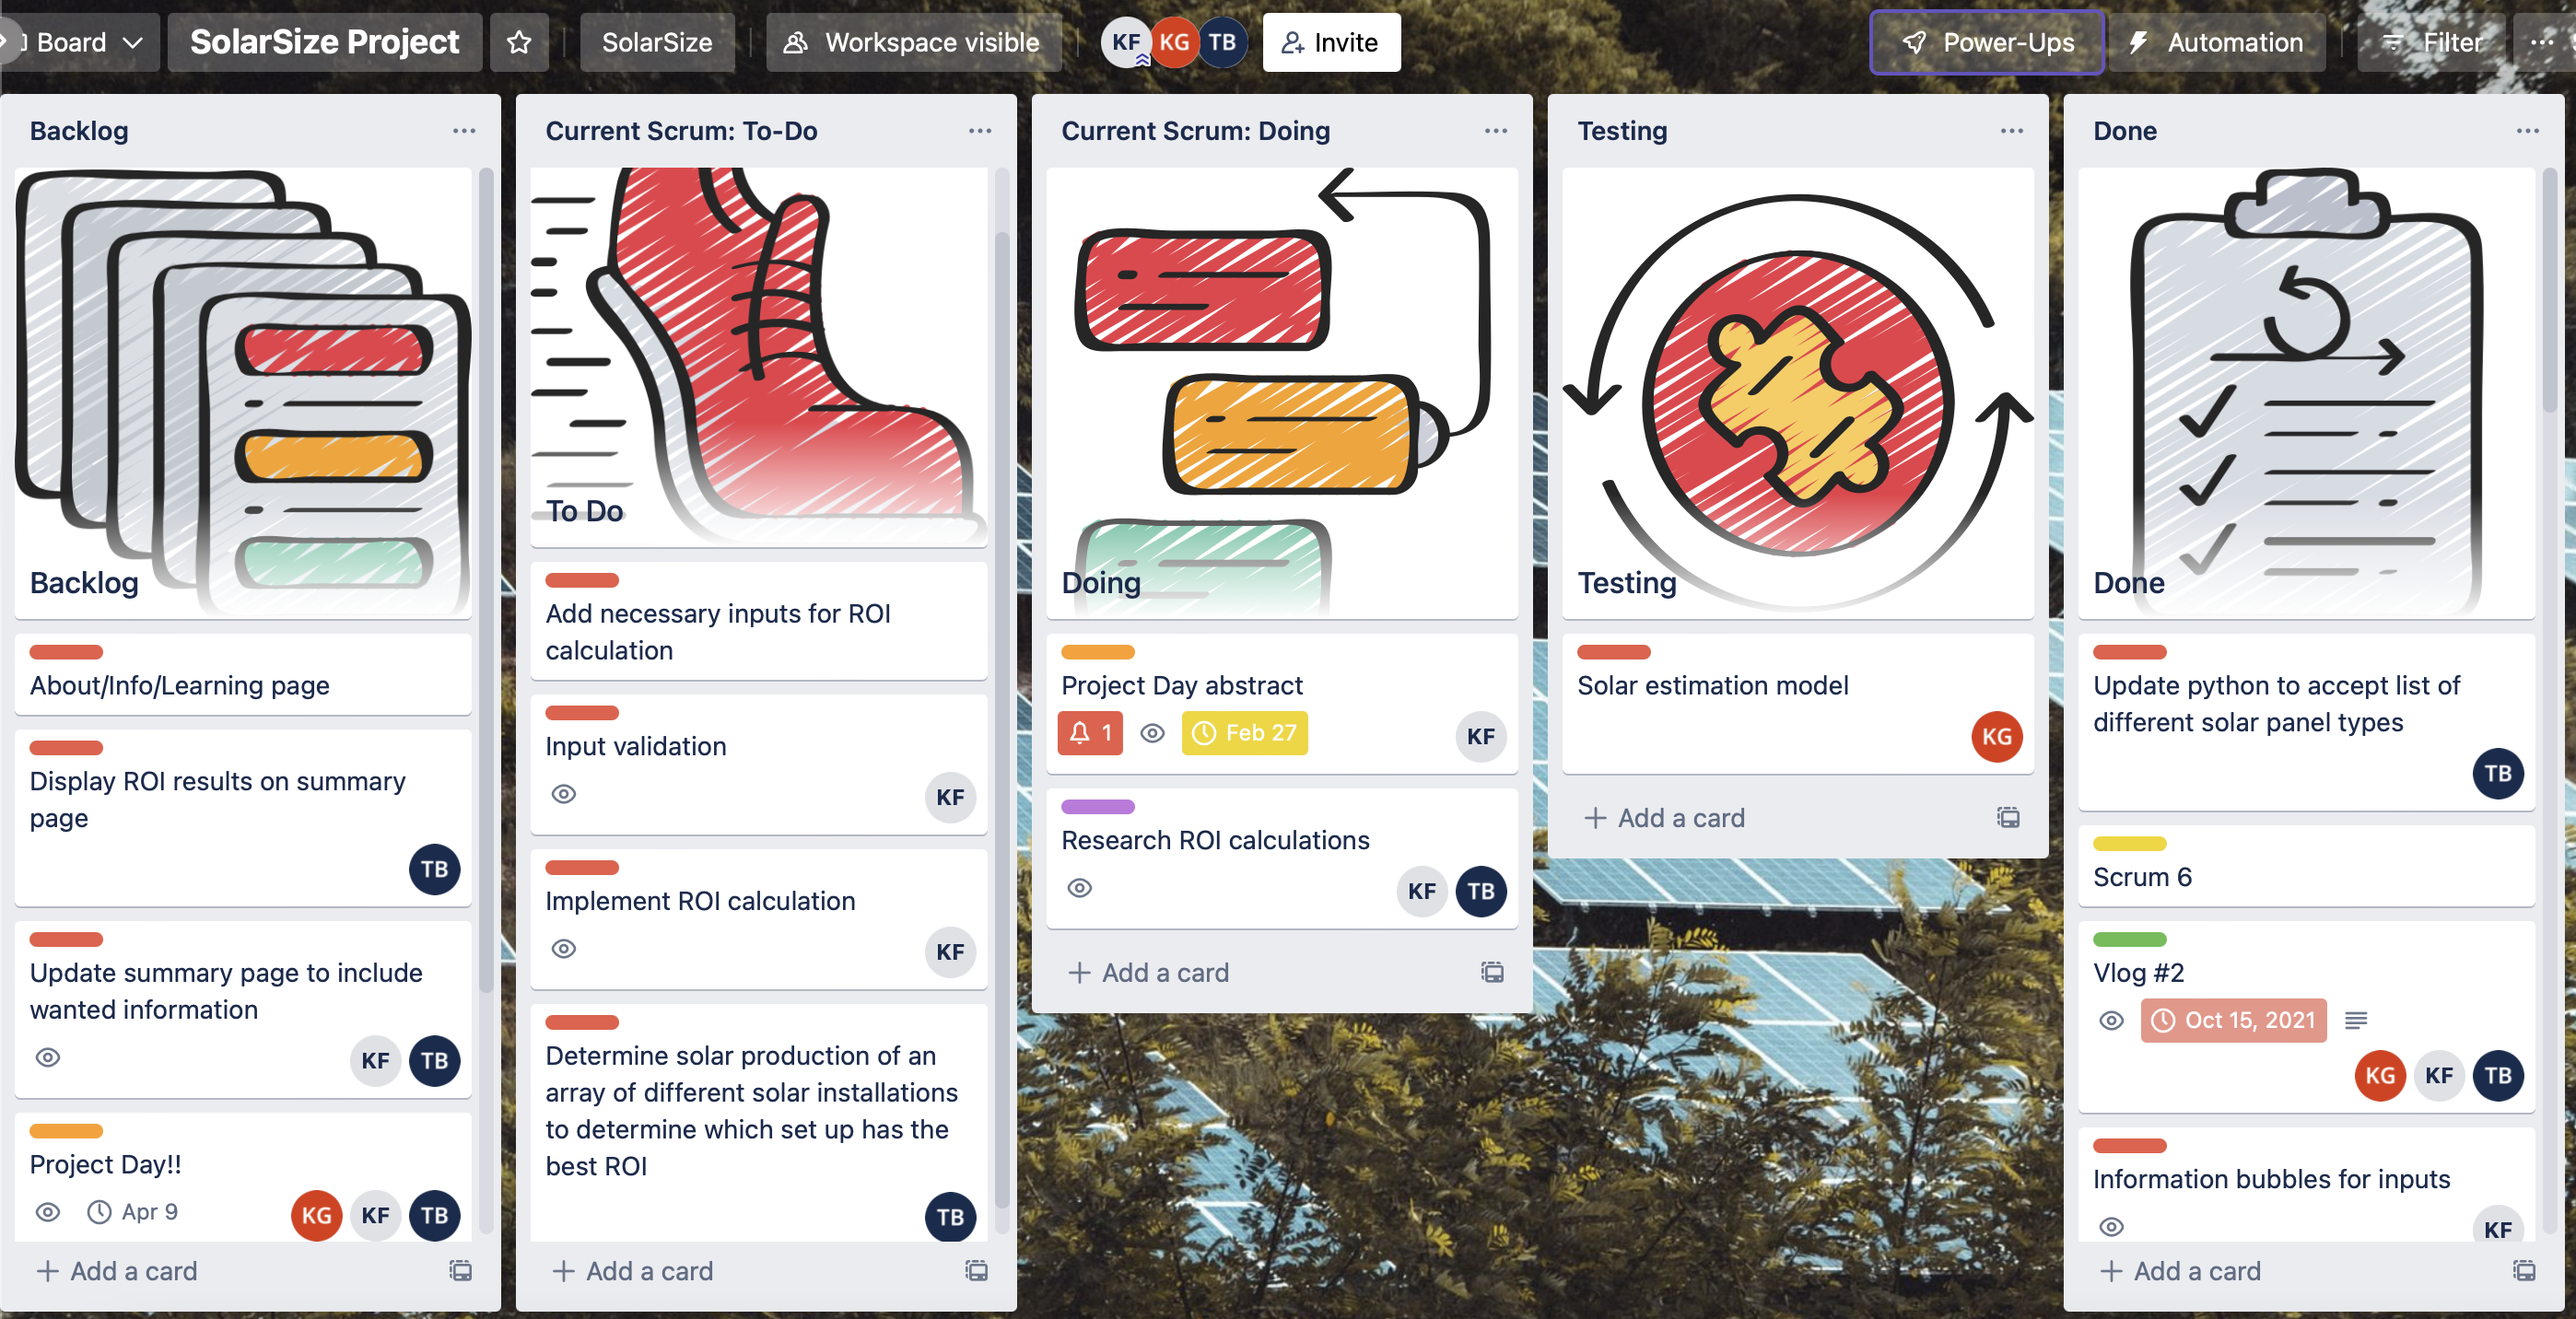 Board
SolarSize Project
SolarSize
Workspace visible
KF
KG
TB
Invite
Power-Ups
Automation
Filter
Backlog
Backlog
About/Info/Learning page
Display ROI results on summary
page
TB
Update summary page to include
wanted information
KF TB
Project Day!!
Apr 9
KG KF TB
Add a card
Current Scrum: To-Do
To Do
Add necessary inputs for ROI
calculation
Input validation
KF
Implement ROI calculation
KF
Determine solar production of an
array of different solar installations
to determine which set up has the
best ROI
TB
Add a card
Current Scrum: Doing
Doing
Project Day abstract
1
Feb 27
KF
Research ROI calculations
KF TB
Add a card
Testing
Testing
Solar estimation model
KG
Add a card
Done
Done
Update python to accept list of
different solar panel types
TB
Scrum 6
Vlog #2
Oct 15, 2021
KG KF TB
Information bubbles for inputs
KF
Add a card